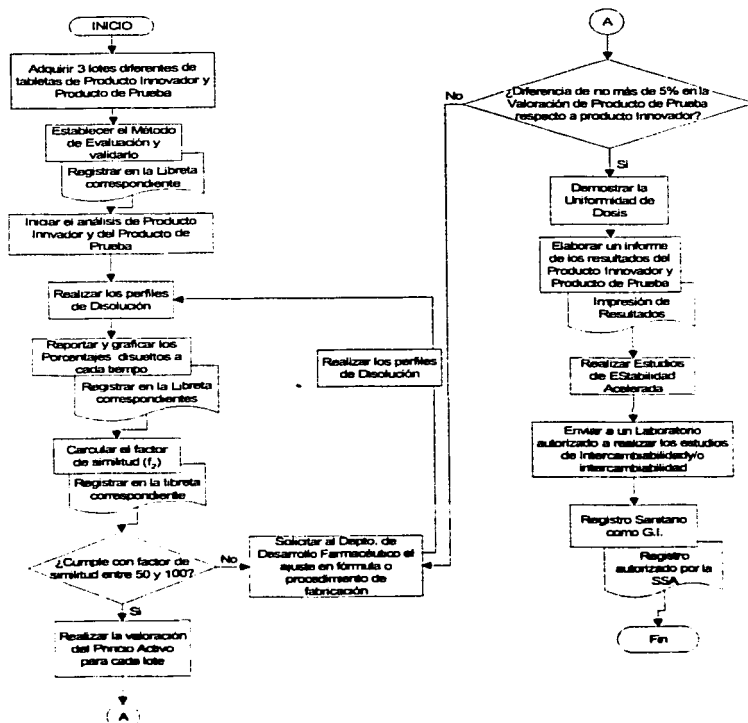 INICIO
Adquirir 3 lotes diferentes de
tabletas de Producto Innovador y
Producto de Prueba
Establecer el Método
de Evaluación y
validarlo
Registrar en la Libreta
correspondiente
Iniciar el análisis de Producto
Innvador y del Producto de
Prueba
Realizar los perfiles
de Disolución
Reportar y graficar los
Porcentajes disueltos a
cada tiempo
Registrar en la Libreta
correspondientes
Carcular el factor
de similitud (f2)
Registrar en la libreta
correspondiente
¿Cumple con factor de
similitud entre 50 y 100?
No
Si
Realizar la valoración
del Princio Activo
para cada lote
A
Solicitar al Depto. de
Desarrollo Farmacéutico el
ajuste en fórmula o
procedimiento de
fabricación
Realizar los perfiles
de Disolución
A
¿Diferencia de no más de 5% en la
Valoración de Producto de Prueba
respecto a producto Innovador?
No
Si
Demostrar la
Uniformidad de
Dosis
Elaborar un informe
de los resultados del
Producto Innovador y
Producto de Prueba
Impresión de
Resultados
Realizar Estudios
de EStabilidad
Acelerada
Enviar a un Laboratorio
autorizado a realizar los estudios
de Intercambiabilidady/o
intercambiabilidad
Registro Sanitario
como G.I.
Registro
autorizado por la
SSA
Fin